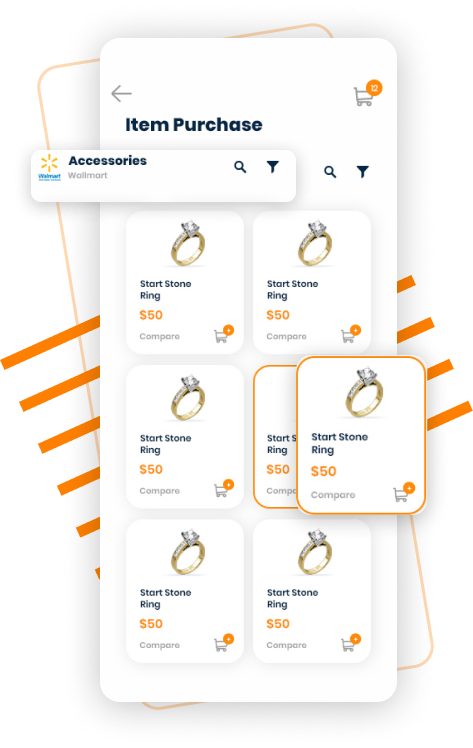 12
Item Purchase
Accessories
Walmart
Wallmart
Start Stone
Ring
$50
Compare
Start Stone
Ring
$50
Compare
Start Stone
Ring
$50
Compare
Start S
Ring
$50
Compa
Start Stone
Ring
$50
Compare
Start Stone
Ring
$50
Compare
Start Stone
Ring
$50
Compare